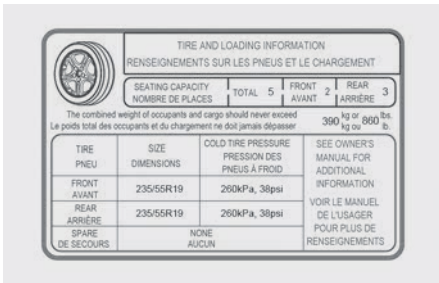 TIRE AND LOADING INFORMATION
RENSEIGNEMENTS SUR LES PNEUS ET LÉ CHARGEMENT
SEATING CAPACITY
NOMBRE DE PLACES
TOTAL 5
FRONT
AVANT 2
REAR
ARRIÈRE 3
The combined weight of occupants and cargo should never exceed
Le poids total des occupants et du chargement ne doit jamais dépasser
390 kg or 860 lbs.
kg ou lb.
TIRE
PNEU
SIZE
DIMENSIONS
COLD TIRE PRESSURE
PRESSION DES
PNEUS À FROID
SEE OWNER'S
MANUAL FOR
ADDITIONAL
INFORMATION
FRONT
AVANT
235/55R19
260kPa, 38psi
REAR
ARRIÈRE
235/55R19
260kPa, 38psi
VOIR LE MANUEL
DE L'USAGER
POUR PLUS DE
RENSEIGNEMENTS
SPARE
DE SECOURS
NONE
AUCUN